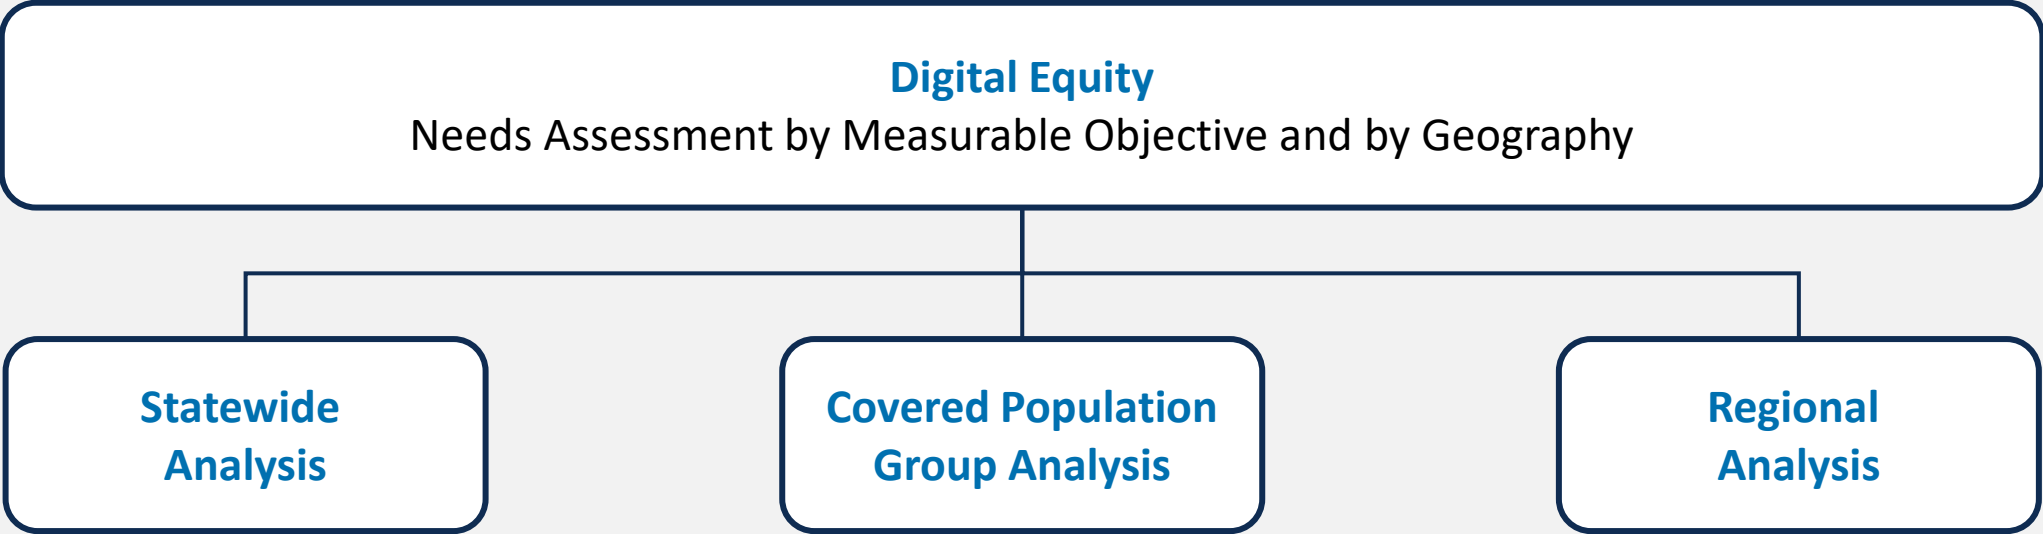 Digital Equity
Needs Assessment by Measurable Objective and by Geography
Statewide
Analysis
Covered Population
Group Analysis
Regional
Analysis